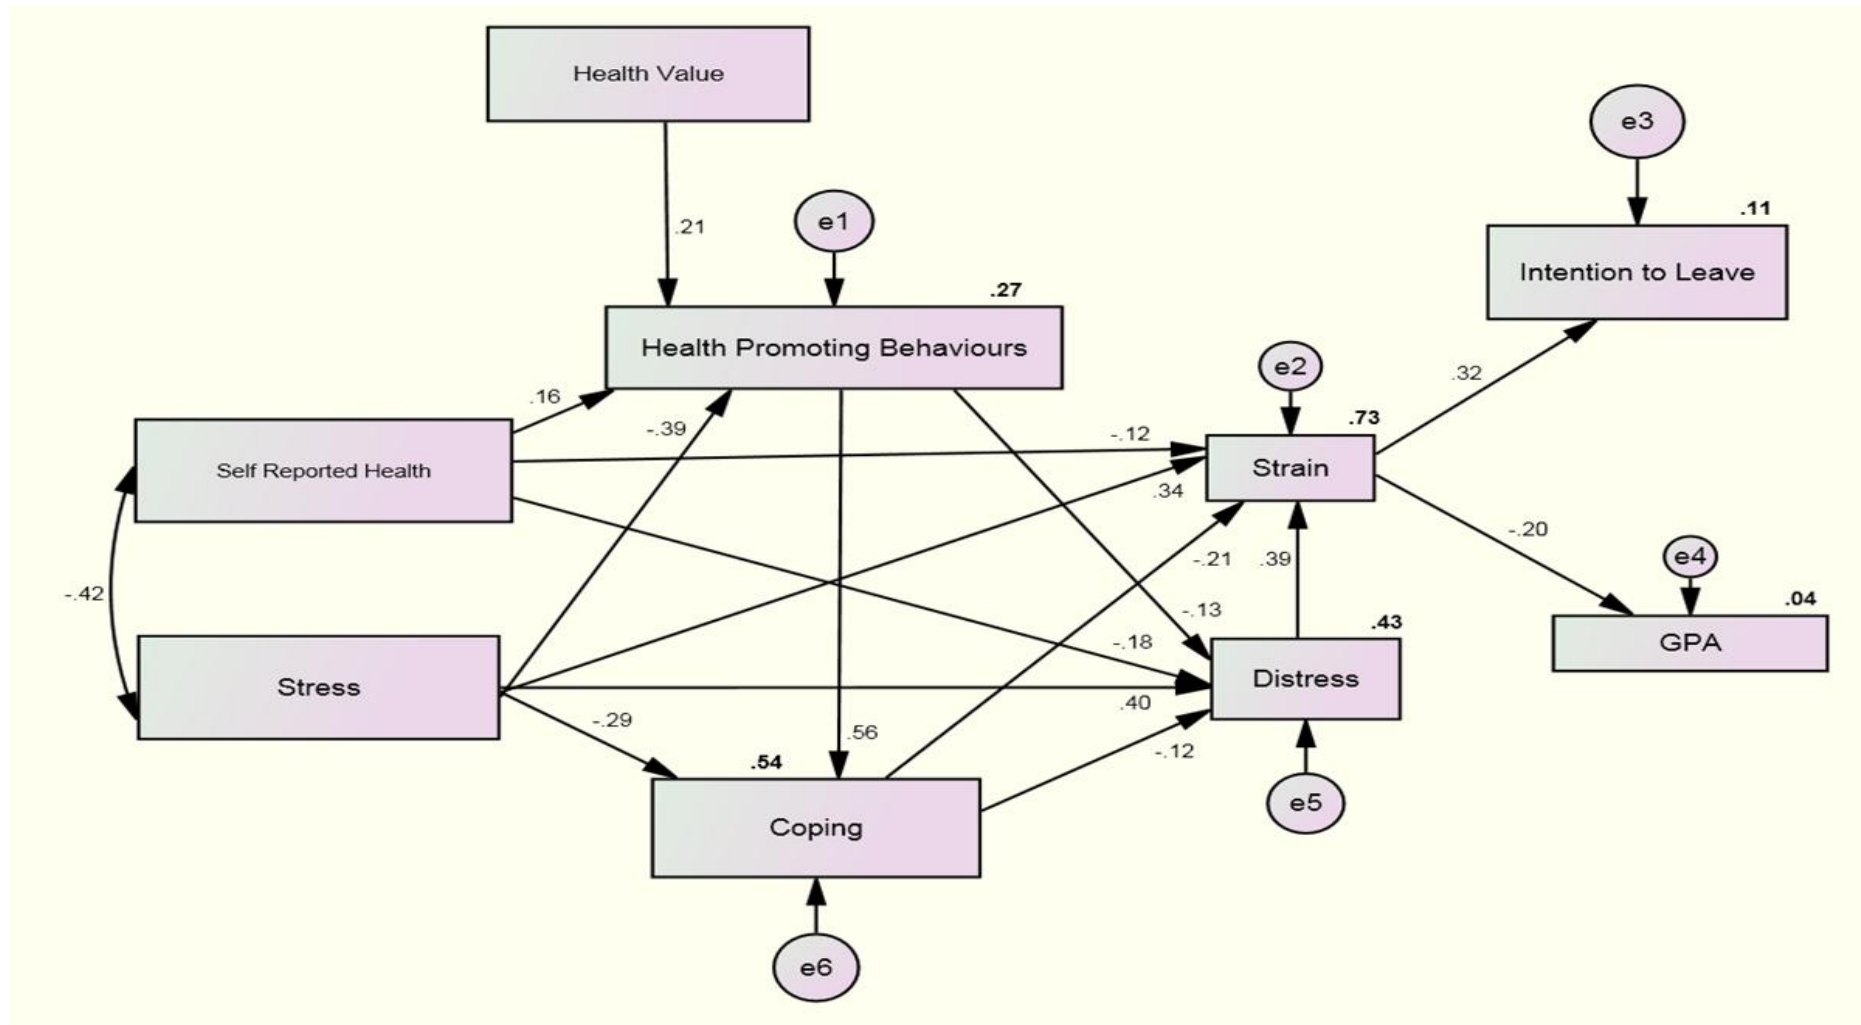 Health Value
e3
.11
e1
.21
Intention to Leave
.27
Health Promoting Behaviours
e2
.32
.16
-.39
-.12
.73
Self Reported Health
Strain
.34
-.20
-.21
.39
e4
-.42
.04
-.13
.43
-.18
GPA
Stress
Distress
.40
-.29
.56
-.12
.54
e5
Coping
e6